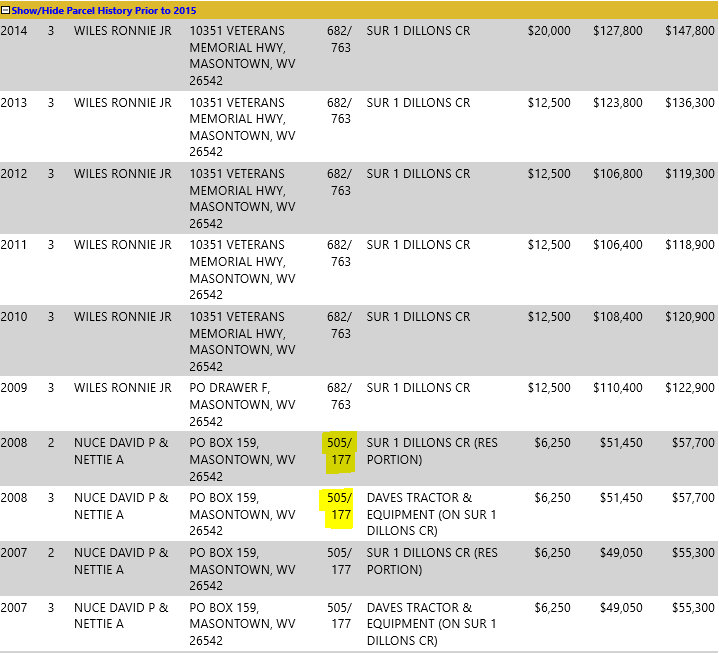 Show/Hide Parcel History Prior to 2015
2014 3 WILES RONNIE JR 10351 VETERANS 682/ SUR 1 DILLONS CR $20,000 $127,800 $147,800
MEMORIAL HWY, 763
MASONTOWN, WV
26542
2013 3 WILES RONNIE JR 10351 VETERANS 682/ SUR 1 DILLONS CR $12,500 $123,800 $136,300
MEMORIAL HWY, 763
MASONTOWN, WV
26542
2012 3 WILES RONNIE JR 10351 VETERANS 682/ SUR 1 DILLONS CR $12,500 $106,800 $119,300
MEMORIAL HWY, 763
MASONTOWN, WV
26542
2011 3 WILES RONNIE JR 10351 VETERANS 682/ SUR 1 DILLONS CR $12,500 $106,400 $118,900
MEMORIAL HWY, 763
MASONTOWN, WV
26542
2010 3 WILES RONNIE JR 10351 VETERANS 682/ SUR 1 DILLONS CR $12,500 $108,400 $120,900
MEMORIAL HWY, 763
MASONTOWN, WV
26542
2009 3 WILES RONNIE JR PO DRAWER F, 682/ SUR 1 DILLONS CR $12,500 $110,400 $122,900
MASONTOWN, WV 763
26542
2008 2 NUCE DAVID P & PO BOX 159, 505/ SUR 1 DILLONS CR (RES $6,250 $51,450 $57,700
NETTIE A MASONTOWN, WV 177 PORTION)
26542
2008 3 NUCE DAVID P & PO BOX 159, 505/ DAVES TRACTOR & $6,250 $51,450 $57,700
NETTIE A MASONTOWN, WV 177 EQUIPMENT (ON SUR 1
26542 DILLONS CR)
2007 2 NUCE DAVID P & PO BOX 159, 505/ SUR 1 DILLONS CR (RES $6,250 $49,050 $55,300
NETTIE A MASONTOWN, WV 177 PORTION)
26542
2007 3 NUCE DAVID P & PO BOX 159, 505/ DAVES TRACTOR & $6,250 $49,050 $55,300
NETTIE A MASONTOWN, WV 177 EQUIPMENT (ON SUR 1
26542 DILLONS CR)